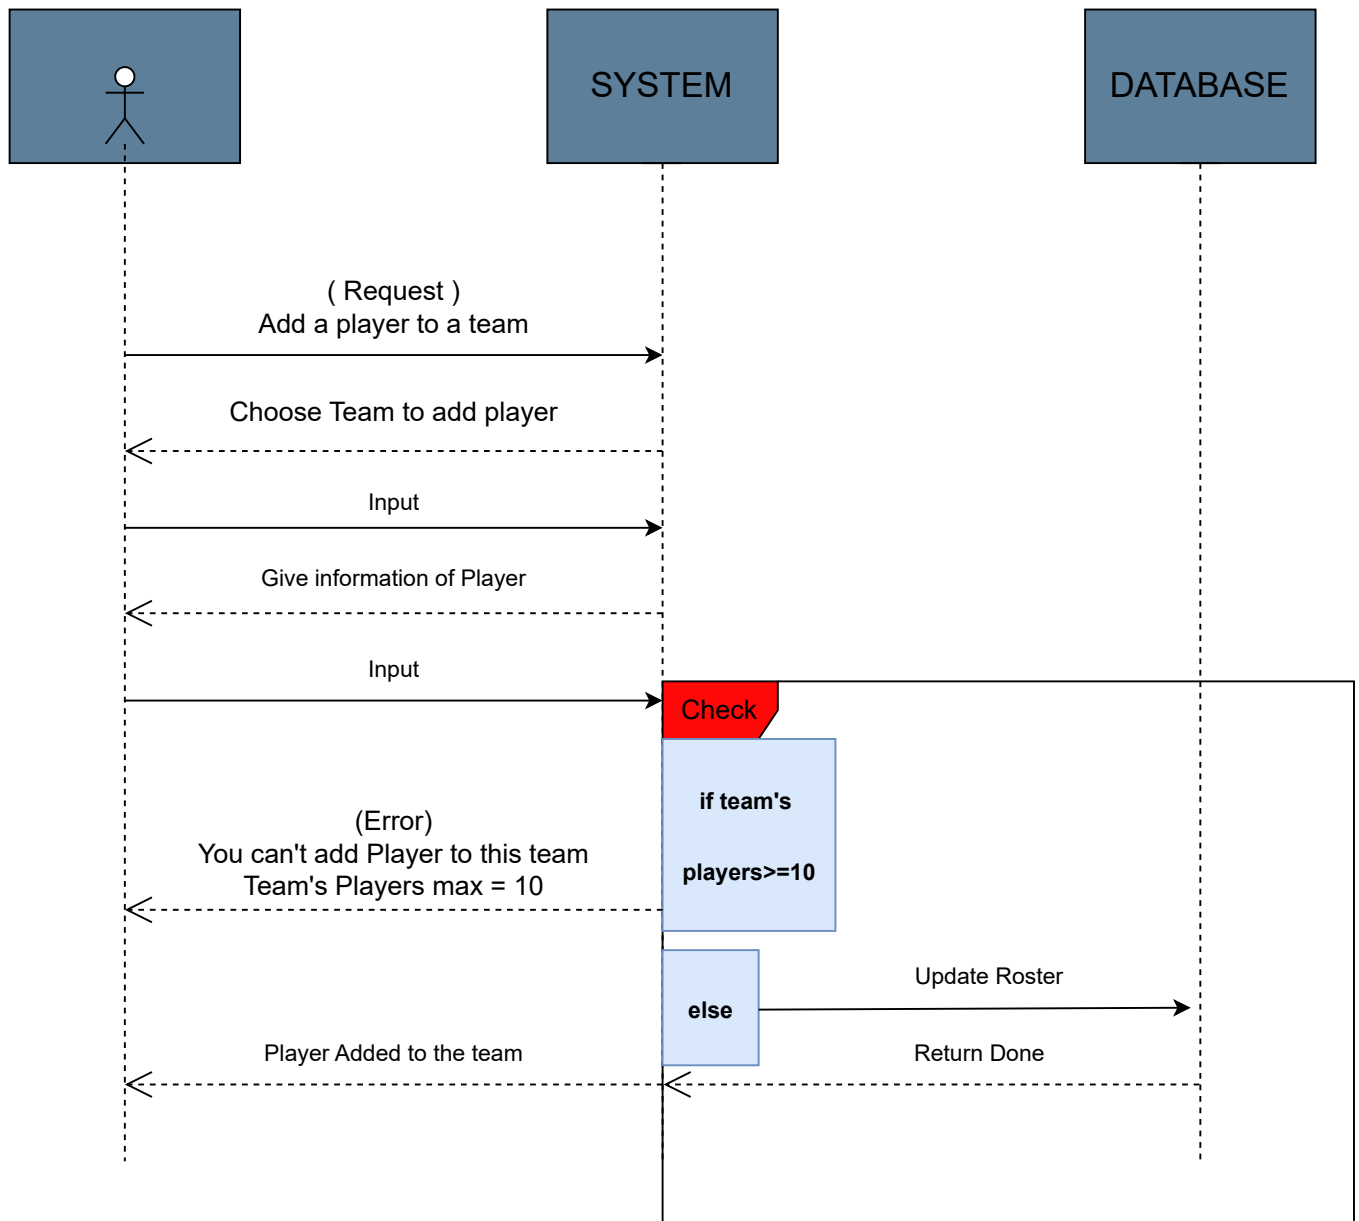 SYSTEM
DATABASE
( Request )
Add a player to a team
Choose Team to add player
Input
Give information of Player
Input
Check
if team's
players>=10
(Error)
You can't add Player to this team
Team's Players max = 10
else
Update Roster
Player Added to the team
Return Done